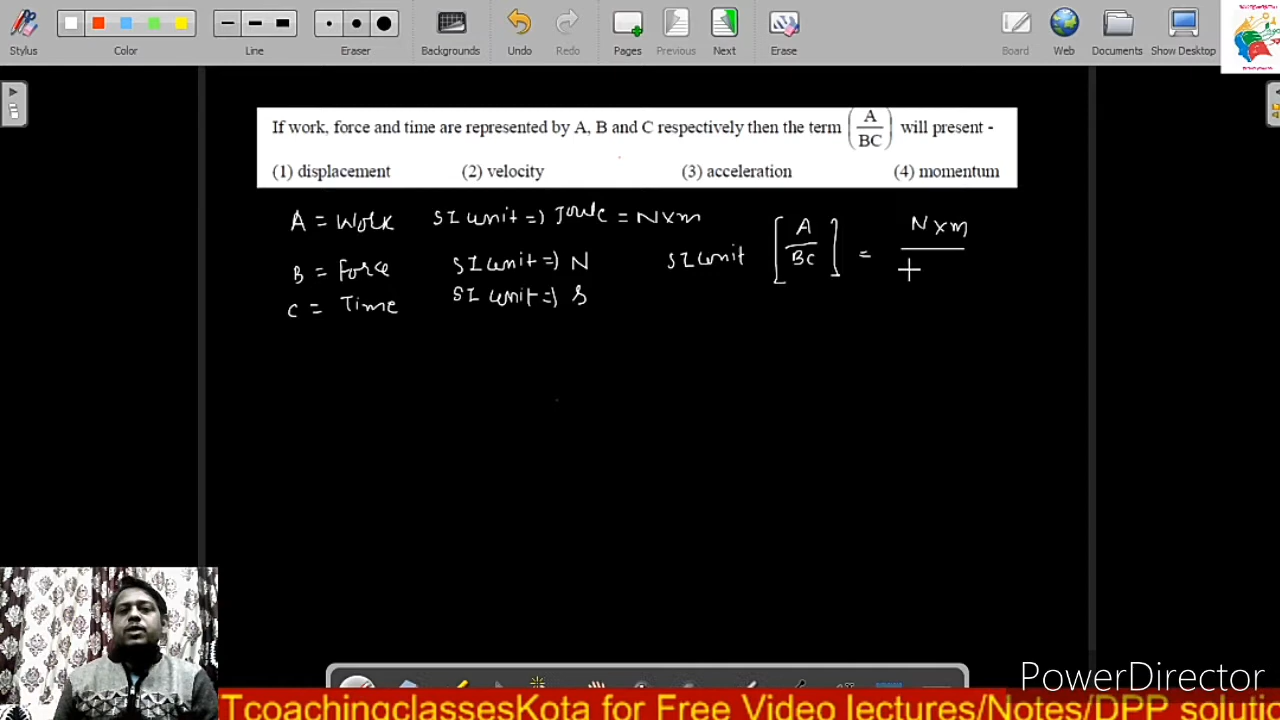 Stylus
Color
Line
Eraser
Backgrounds
Undo
Redo
Pages
Previous
Next
Erase
Board
Web
Documents
Show Desktop
If work, force and time are represented by A, B and C respectively then the term (A/BC) will present -
(1) displacement (2) velocity (3) acceleration (4) momentum
A = Work SI unit => Joule = N×m
B = Force SI unit => N
C = Time SI unit => S
SI unit [A/BC] = N×m
PowerDirector
TcoachingclassesKota for Free Video lectures/Notes/DPP solutio